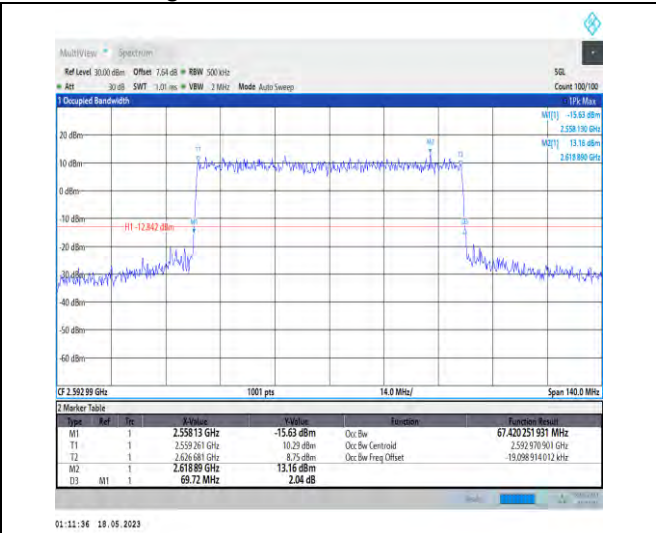 MultiView Spectrum
Ref Level 30.00 dBm Offset 7.64 dB RBW 500 kHz SGL
Att 30 dB SWT 1.01 ms VBW 2 MHz Mode Auto Sweep Count 100/100
1 Occupied Bandwidth 1Pk Max
M1[1] -15.63 dBm
2.558 130 GHz
20 dBm
M2[1] 13.16 dBm
2.618 890 GHz
M2
T1
T2
10 dBm
0 dBm
-10 dBm
H1 -12.842 dBm
M1
D3
-20 dBm
-30 dBm
-40 dBm
-50 dBm
-60 dBm
CF 2.592 99 GHz 1001 pts 14.0 MHz/ Span 140.0 MHz
2 Marker Table
Type Ref Trc X-Value Y-Value Function Function Result
M1 1 2.558 13 GHz -15.63 dBm Occ Bw 67.420 251 931 MHz
T1 1 2.559 261 GHz 10.29 dBm Occ Bw Centroid 2.592 970 901 GHz
T2 1 2.626 681 GHz 8.75 dBm Occ Bw Freq Offset -19.098 914 012 kHz
M2 1 2.618 89 GHz 13.16 dBm
D3 M1 1 69.72 MHz 2.04 dB
01:11:36 18.05.2023